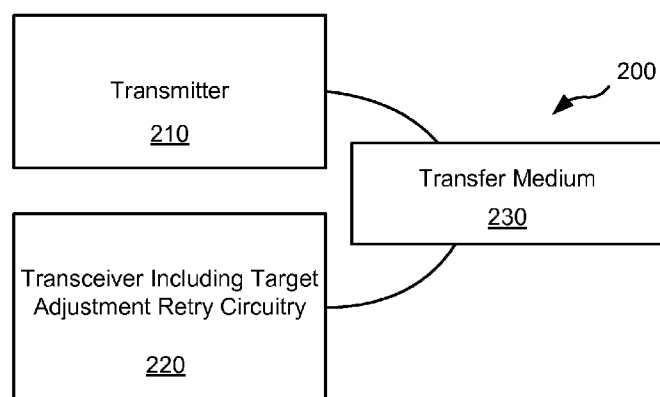 Transmitter
210
200
Transfer Medium
230
Transceiver Including Target
Adjustment Retry Circuitry
220